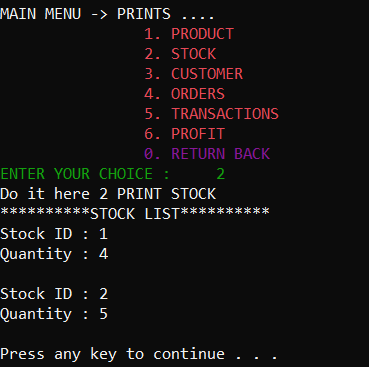 MAIN MENU -> PRINTS ....
1. PRODUCT
2. STOCK
3. CUSTOMER
4. ORDERS
5. TRANSACTIONS
6. PROFIT
0. RETURN BACK
ENTER YOUR CHOICE :     2
Do it here 2 PRINT STOCK
**********STOCK LIST**********
Stock ID : 1
Quantity : 4

Stock ID : 2
Quantity : 5

Press any key to continue . . .